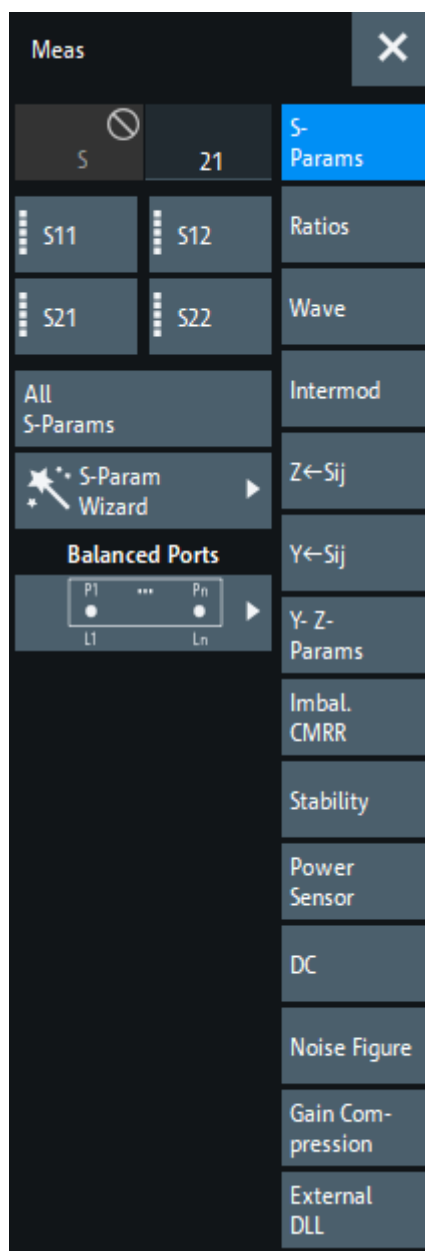 Meas
S
21
S11
S12
S21
S22
All
S-Params
S-Param
Wizard
Balanced Ports
P1 ... Pn
L1 Ln
S-
Params
Ratios
Wave
Intermod
Z←Sij
Y←Sij
Y- Z-
Params
Imbal.
CMRR
Stability
Power
Sensor
DC
Noise Figure
Gain Com-
pression
External
DLL